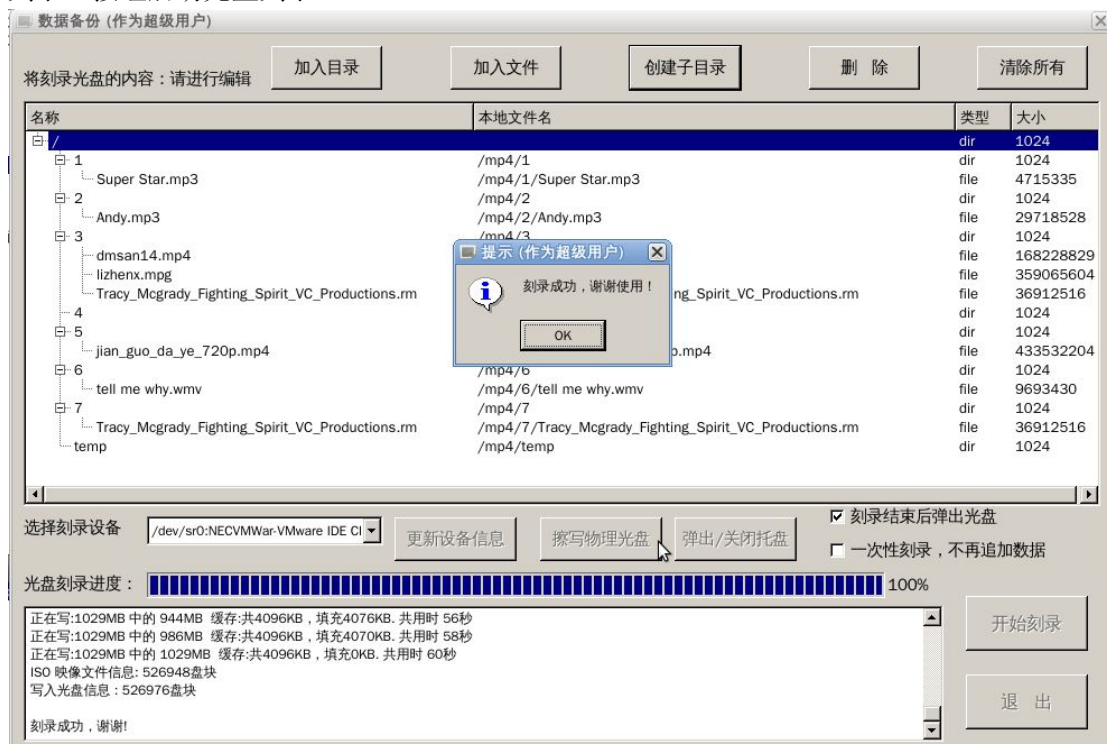 数据备份 (作为超级用户)
将刻录光盘的内容：请进行编辑
加入目录
加入文件
创建子目录
删 除
清除所有
名称 本地文件名 类型 大小
/ dir 1024
1 /mp4/1 dir 1024
Super Star.mp3 /mp4/1/Super Star.mp3 file 4715335
2 /mp4/2 dir 1024
Andy.mp3 /mp4/2/Andy.mp3 file 29718528
3 /mp4/3 dir 1024
dmsan14.mp4 file 168228829
lizhenx.mpg file 359065604
Tracy_Mcgrady_Fighting_Spirit_VC_Productions.rm ng_Spirit_VC_Productions.rm file 36912516
4 dir 1024
5 dir 1024
jian_guo_da_ye_720p.mp4 p.mp4 file 433532204
6 /mp4/6 dir 1024
tell me why.wmv /mp4/6/tell me why.wmv file 9693430
7 /mp4/7 dir 1024
Tracy_Mcgrady_Fighting_Spirit_VC_Productions.rm /mp4/7/Tracy_Mcgrady_Fighting_Spirit_VC_Productions.rm file 36912516
temp /mp4/temp dir 1024
提示 (作为超级用户)
刻录成功，谢谢使用！
OK
选择刻录设备
/dev/sr0:NECVMWar-VMware IDE CI
更新设备信息
擦写物理光盘
弹出/关闭托盘
刻录结束后弹出光盘
一次性刻录，不再追加数据
光盘刻录进度： 100%
正在写:1029MB 中的 944MB 缓存:共4096KB，填充4076KB. 共用时 56秒
正在写:1029MB 中的 986MB 缓存:共4096KB，填充4070KB. 共用时 58秒
正在写:1029MB 中的 1029MB 缓存:共4096KB，填充0KB. 共用时 60秒
ISO 映像文件信息: 526948盘块
写入光盘信息：526976盘块
刻录成功，谢谢!
开始刻录
退 出